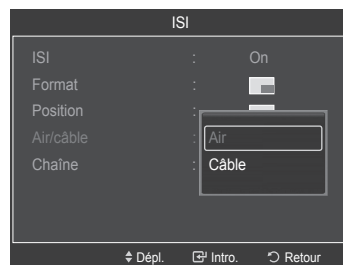 ISI
ISI : On
Format :
Position :
Air/câble : Air
Câble
Chaîne :
Dépl. Intro. Retour